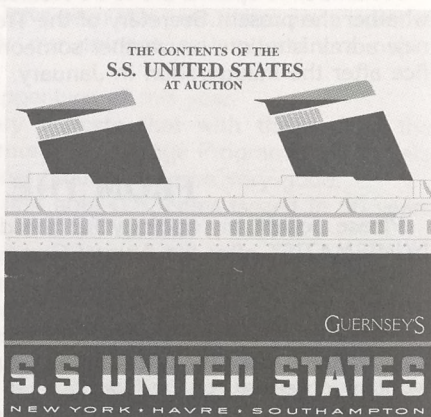 THE CONTENTS OF THE
S.S. UNITED STATES
AT AUCTION
GUERNSEY'S
S.S. UNITED STATES
NEW YORK • HAVRE • SOUTHAMPTON